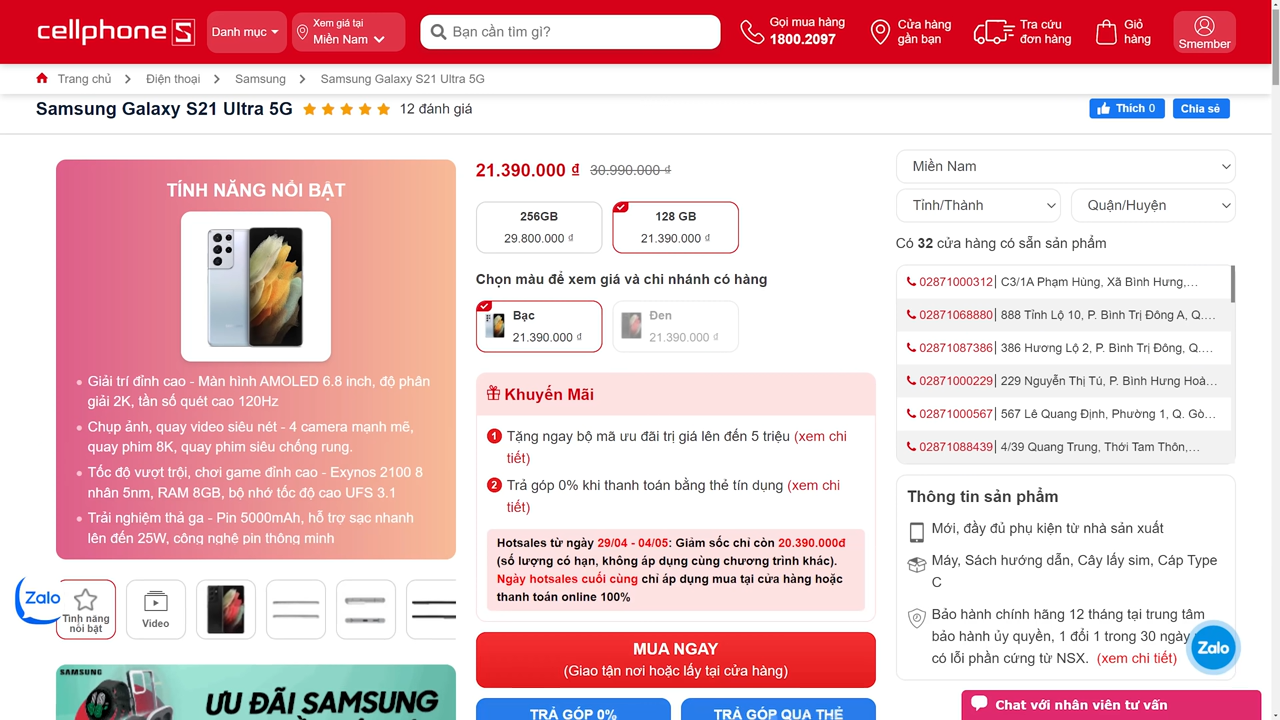 cellphone S
Danh mục
Xem giá tại
Miền Nam
Bạn cần tìm gì?
Gọi mua hàng
1800.2097
Cửa hàng
gần bạn
Tra cứu
đơn hàng
Giỏ
hàng
Smember
Trang chủ
Điện thoại
Samsung
Samsung Galaxy S21 Ultra 5G
Samsung Galaxy S21 Ultra 5G
12 đánh giá
Thích 0
Chia sẻ
TÍNH NĂNG NỔI BẬT
Giải trí đỉnh cao - Màn hình AMOLED 6.8 inch, độ phân
giải 2K, tần số quét cao 120Hz
Chụp ảnh, quay video siêu nét - 4 camera mạnh mẽ,
quay phim 8K, quay phim siêu chống rung.
Tốc độ vượt trội, chơi game đỉnh cao - Exynos 2100 8
nhân 5nm, RAM 8GB, bộ nhớ tốc độ cao UFS 3.1
Trải nghiệm thả ga - Pin 5000mAh, hỗ trợ sạc nhanh
lên đến 25W, công nghệ pin thông minh
Zalo
Tính năng
nổi bật
Video
SAMSUNG
ƯU ĐÃI SAMSUNG
21.390.000 ₫
30.990.000 ₫
256GB
29.800.000 ₫
128 GB
21.390.000 ₫
Chọn màu để xem giá và chi nhánh có hàng
Bạc
21.390.000 ₫
Đen
21.390.000 ₫
Khuyến Mãi
1 Tặng ngay bộ mã ưu đãi trị giá lên đến 5 triệu (xem chi
tiết)
2 Trả góp 0% khi thanh toán bằng thẻ tín dụng (xem chi
tiết)
Hotsales từ ngày 29/04 - 04/05: Giảm sốc chỉ còn 20.390.000đ
(số lượng có hạn, không áp dụng cùng chương trình khác).
Ngày hotsales cuối cùng chỉ áp dụng mua tại cửa hàng hoặc
thanh toán online 100%
MUA NGAY
(Giao tận nơi hoặc lấy tại cửa hàng)
TRẢ GÓP 0%
TRẢ GÓP QUA THẺ
Miền Nam
Tỉnh/Thành
Quận/Huyện
Có 32 cửa hàng có sẵn sản phẩm
02871000312| C3/1A Phạm Hùng, Xã Bình Hưng,…
02871068880| 888 Tỉnh Lộ 10, P. Bình Trị Đông A, Q.…
02871087386| 386 Hương Lộ 2, P. Bình Trị Đông, Q.…
02871000229| 229 Nguyễn Thị Tú, P. Bình Hưng Hoà…
02871000567| 567 Lê Quang Định, Phường 1, Q. Gò…
02871088439| 4/39 Quang Trung, Thới Tam Thôn,…
Thông tin sản phẩm
Mới, đầy đủ phụ kiện từ nhà sản xuất
Máy, Sách hướng dẫn, Cây lấy sim, Cáp Type
C
Bảo hành chính hãng 12 tháng tại trung tâm
bảo hành ủy quyền, 1 đổi 1 trong 30 ngày
có lỗi phần cứng từ NSX. (xem chi tiết)
Zalo
Chat với nhân viên tư vấn